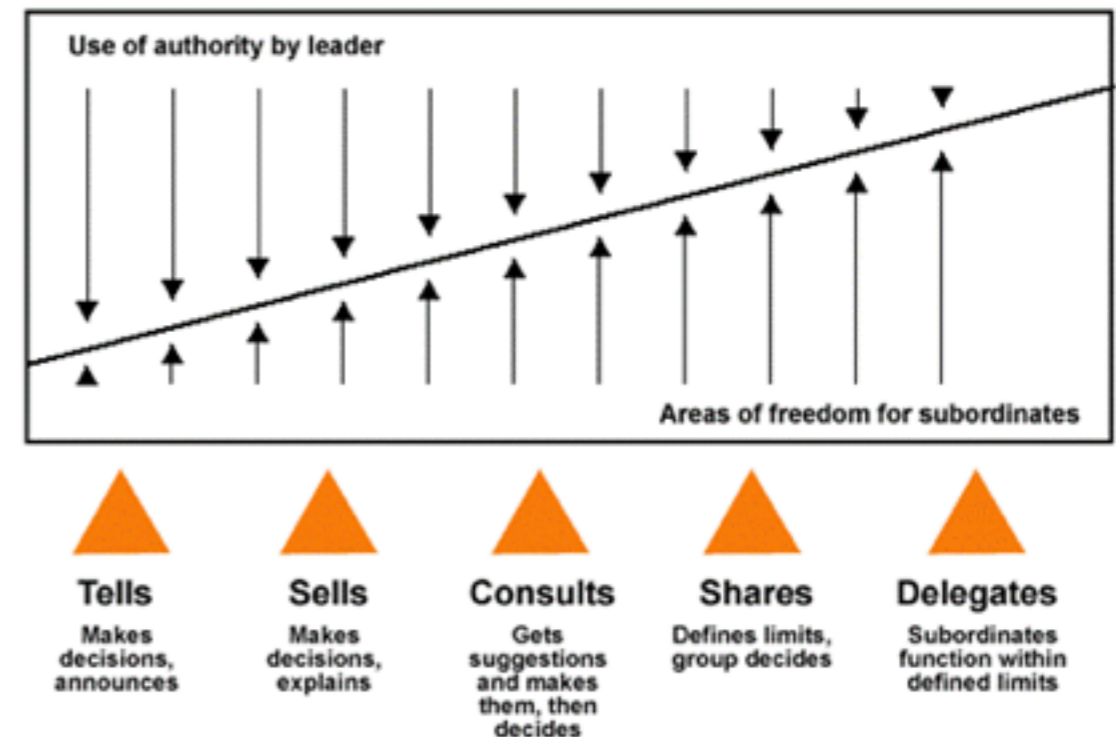 Use of authority by leader
Areas of freedom for subordinates
Tells
Makes
decisions,
announces
Sells
Makes
decisions,
explains
Consults
Gets
suggestions
and makes
them, then
decides
Shares
Defines limits,
group decides
Delegates
Subordinates
function within
defined limits